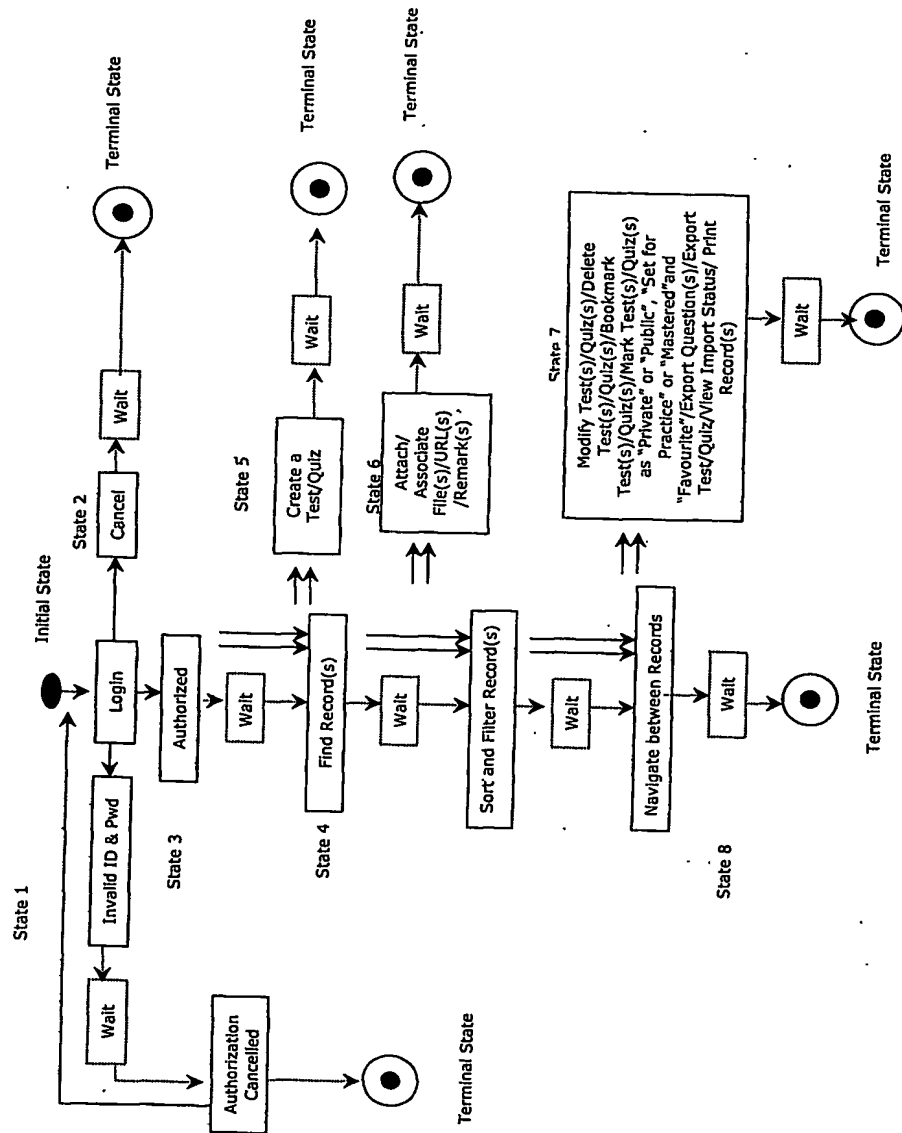 Initial State
State 1
Login
State 2
Cancel
Wait
Terminal State
Invalid ID & Pwd
Wait
Authorization
Cancelled
Terminal State
State 3
Authorized
Wait
State 4
Find Record(s)
State 5
Create a
Test/Quiz
Wait
Terminal State
Wait
Sort and Filter Record(s)
State 6
Attach/
Associate
File(s)/URL(s)
/Remark(s)
Wait
Terminal State
Wait
State 8
Navigate between Records
Wait
Terminal State
State 7
Modify Test(s)/Quiz(s)/Delete
Test(s)/Quiz(s)/Bookmark
Test(s)/Quiz(s)/Mark Test(s)/Quiz(s)
as “Private” or “Public”, “Set for
Practice” or “Mastered”and
“Favourite”/Export Question(s)/Export
Test/Quiz/View Import Status/ Print
Record(s)
Wait
Terminal State